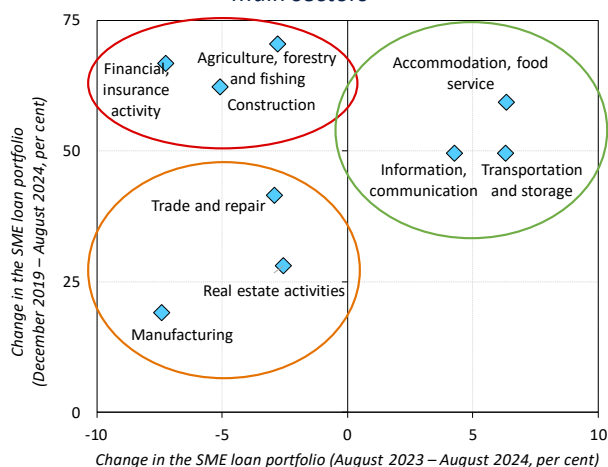 main sectors
100
75
50
25
0
-10
-5
0
5
10
Financial,
insurance
activity
Agriculture, forestry
and fishing
Construction
Accommodation, food
service
Information,
communication
Transportation
and storage
Trade and repair
Real estate activities
Manufacturing
Change in the SME loan portfolio
(December 2019 – August 2024, per cent)
Change in the SME loan portfolio (August 2023 – August 2024, per cent)